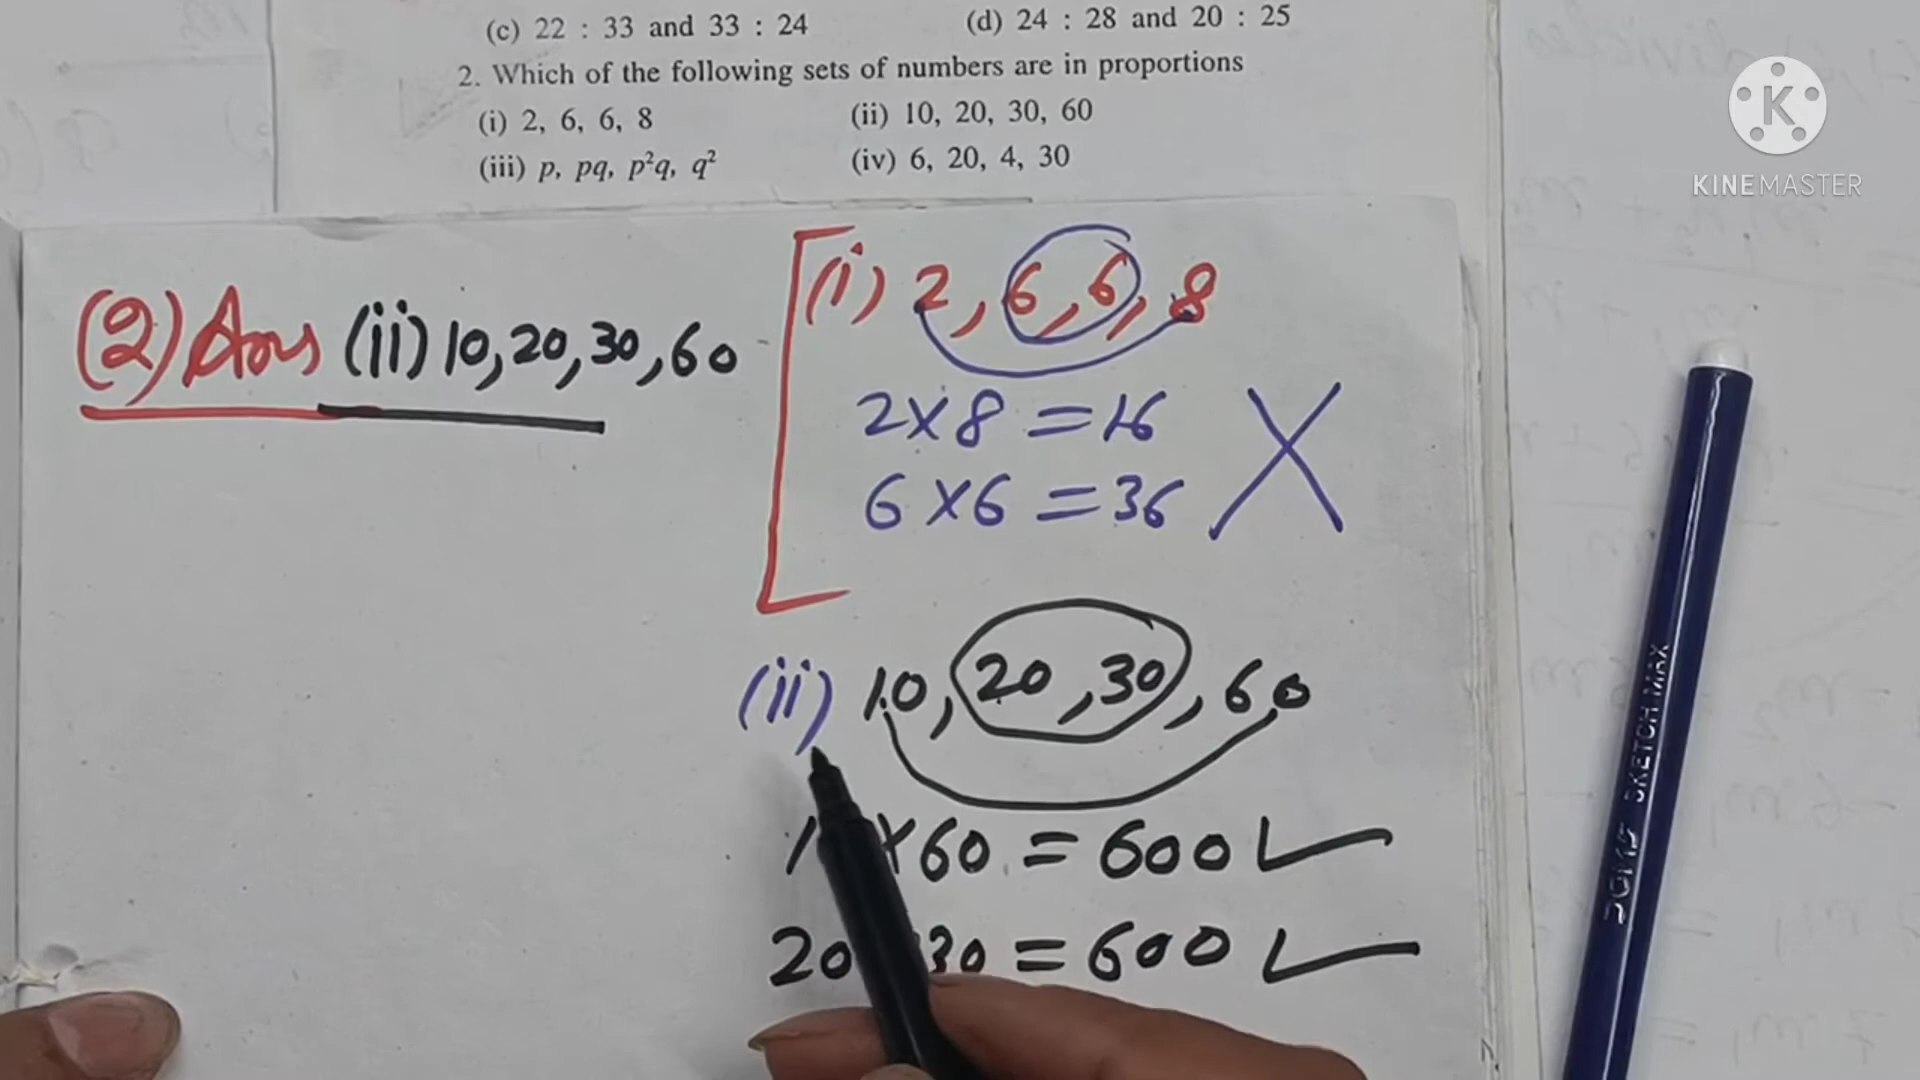 (c) 22 : 33 and 33 : 24 (d) 24 : 28 and 20 : 25
2. Which of the following sets of numbers are in proportions
(i) 2, 6, 6, 8 (ii) 10, 20, 30, 60
(iii) p, pq, p²q, q² (iv) 6, 20, 4, 30
K
KINEMASTER
(2) Ans (ii) 10, 20, 30, 60
(i) 2, 6, 6, 8
2 × 8 = 16
6 × 6 = 36
(ii) 10, 20, 30, 60
× 60 = 600 ✓
20 30 = 600 ✓
DOMS SKETCH MAX